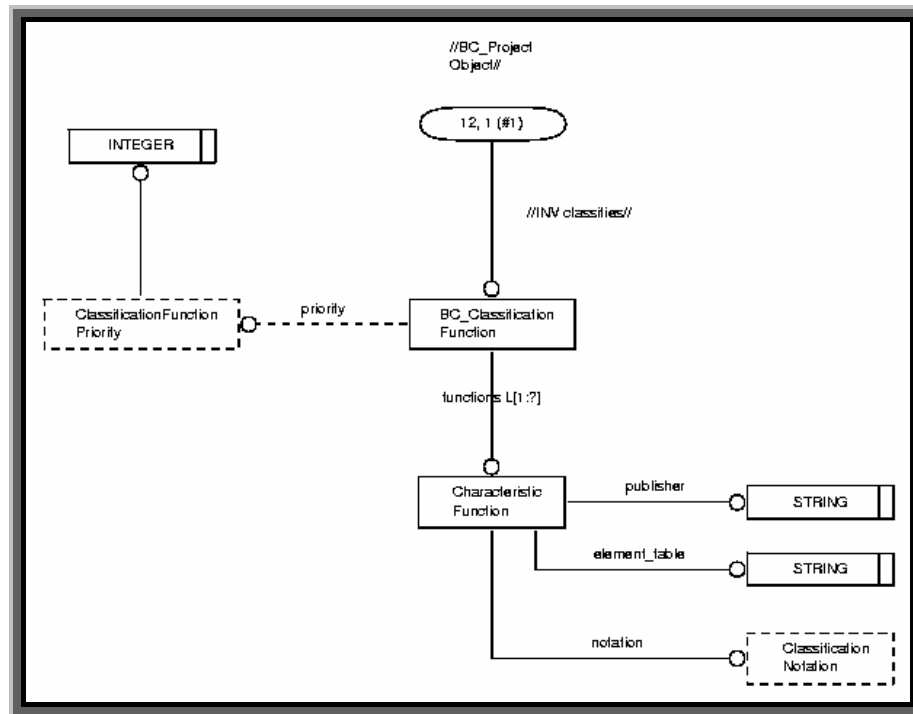 //BC_Project
Object//
12, 1 (#1)
INTEGER
//INV classifies//
ClassificationFunction
Priority
priority
BC_Classification
Function
functions L[1:?]
Characteristic
Function
publisher
STRING
element_table
STRING
notation
Classification
Notation